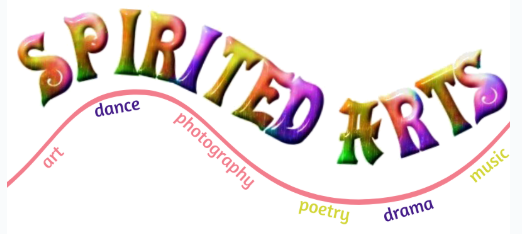 SPIRITED ARTS
art
dance
photography
poetry
drama
music